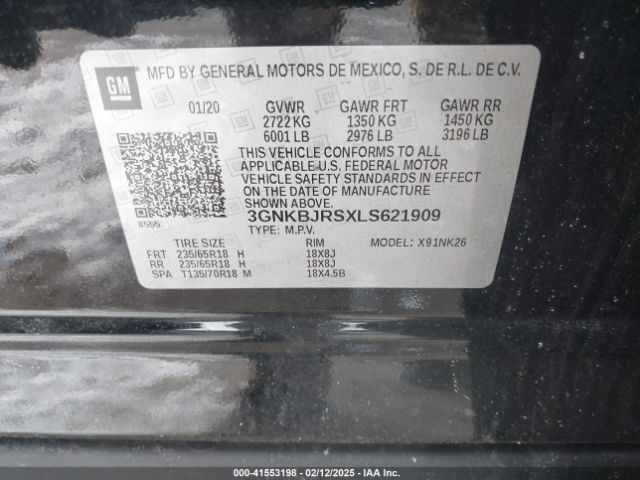 GM
MFD BY GENERAL MOTORS DE MEXICO, S. DE R.L. DE C.V.
01/20 GVWR GAWR FRT GAWR RR
2722 KG 1350 KG 1450 KG
6001 LB 2976 LB 3196 LB
THIS VEHICLE CONFORMS TO ALL
APPLICABLE U.S. FEDERAL MOTOR
VEHICLE SAFETY STANDARDS IN EFFECT
ON THE DATE OF MANUFACTURE
8555 3GNKBJRSXLS621909
TYPE: M.P.V.
TIRE SIZE RIM MODEL: X91NK26
FRT 235/65R18 H 18X8J
RR 235/65R18 H 18X8J
SPA T135/70R18 M 18X4.5B
000-41553198 - 02/12/2025 - IAA Inc.